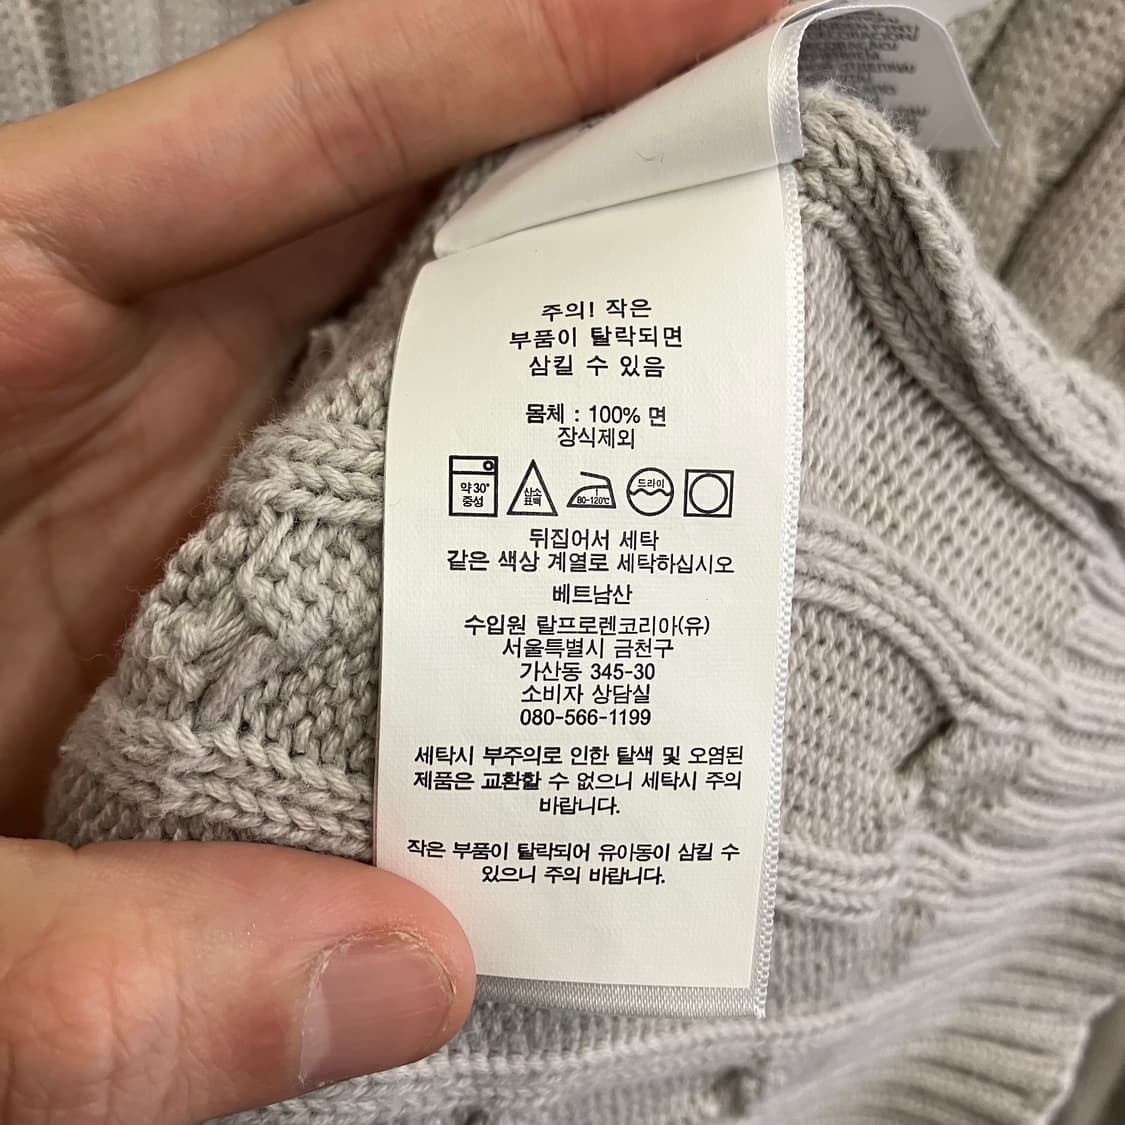 주의! 작은
부품이 탈락되면
삼킬 수 있음
몸체 : 100% 면
장식제외
약 30°
중성
산소
표백
80-120℃
드라이
뒤집어서 세탁
같은 색상 계열로 세탁하십시오
베트남산
수입원 랄프로렌코리아(유)
서울특별시 금천구
가산동 345-30
소비자 상담실
080-566-1199
세탁시 부주의로 인한 탈색 및 오염된
제품은 교환할 수 없으니 세탁시 주의
바랍니다.
작은 부품이 탈락되어 유아동이 삼킬 수
있으니 주의 바랍니다.